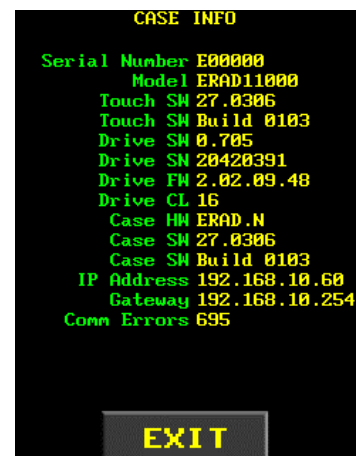 CASE INFO
Serial Number E00000
Model ERAD11000
Touch SW 27.0306
Touch SW Build 0103
Drive SW 0.705
Drive SN 20420391
Drive FW 2.02.09.48
Drive CL 16
Case HW ERAD.N
Case SW 27.0306
Case SW Build 0103
IP Address 192.168.10.60
Gateway 192.168.10.254
Comm Errors 695
EXIT